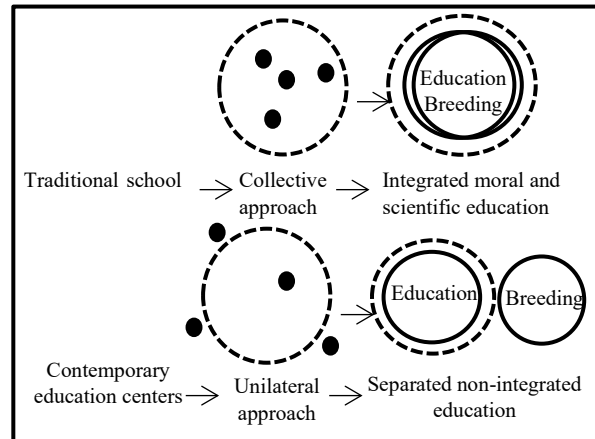 Education
Breeding
Traditional school
Collective
approach
Integrated moral and
scientific education
Education
Breeding
Contemporary
education centers
Unilateral
approach
Separated non-integrated
education